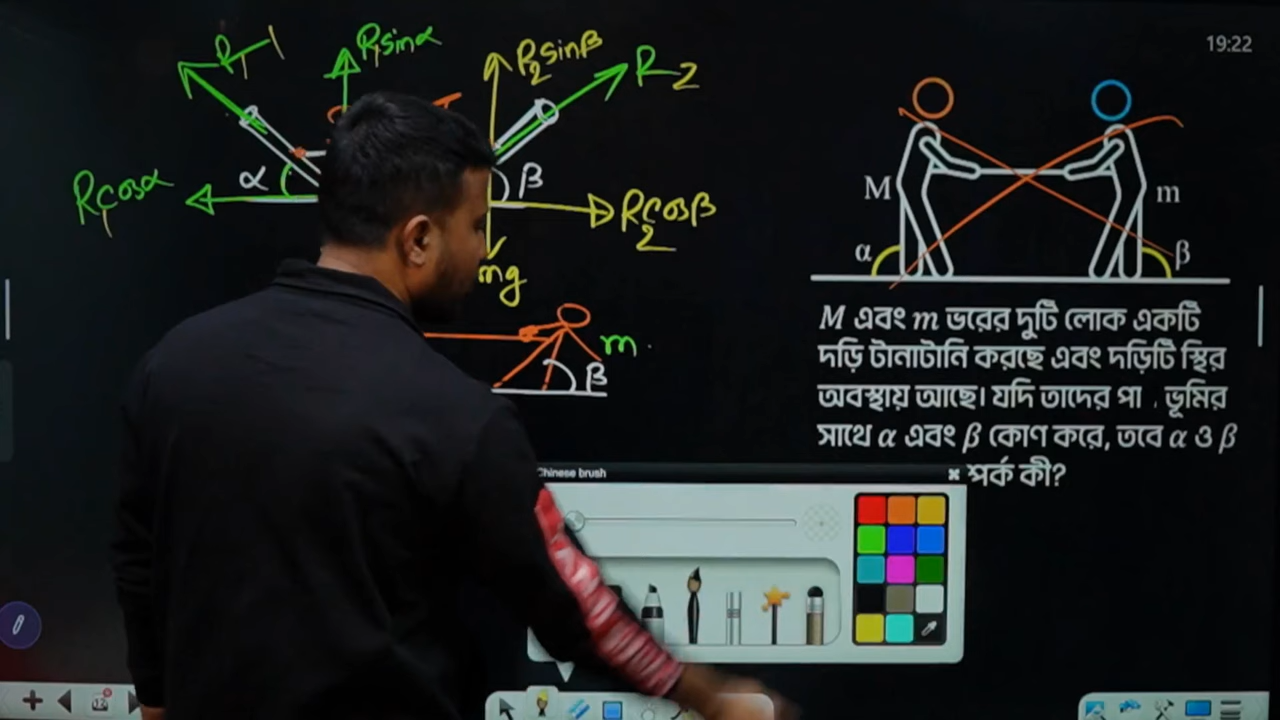 19:22
R₁
R₁sinα
R₂sinβ
R₂
R₁cosα
α
β
R₂cosβ
mg
m
β
M
m
α
β
M এবং m ভরের দুটি লোক একটি
দড়ি টানাটানি করছে এবং দড়িটি স্থির
অবস্থায় আছে। যদি তাদের পা ভূমির
সাথে α এবং β কোণ করে, তবে α ও β
পর্ক কী?
Chinese brush